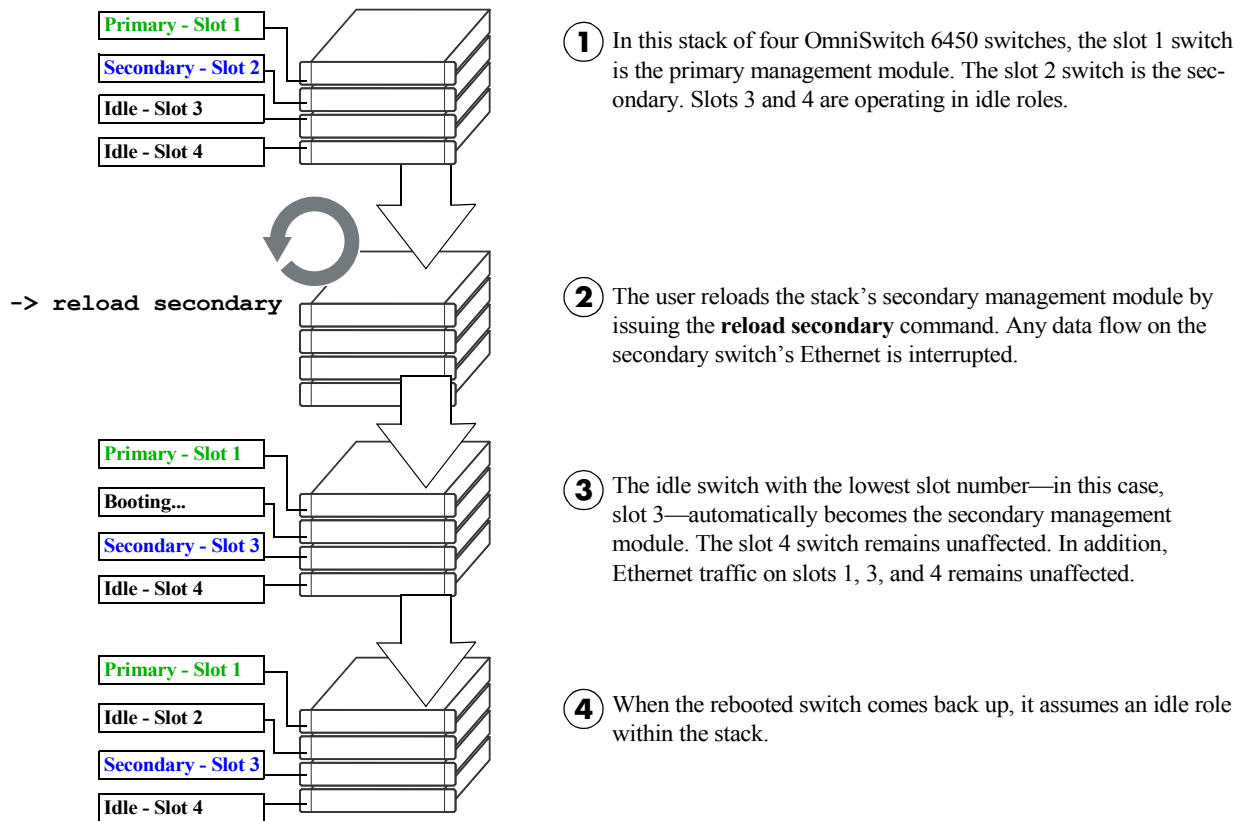 Primary - Slot 1
Secondary - Slot 2
Idle - Slot 3
Idle - Slot 4
1 In this stack of four OmniSwitch 6450 switches, the slot 1 switch
is the primary management module. The slot 2 switch is the sec-
ondary. Slots 3 and 4 are operating in idle roles.
-> reload secondary
2 The user reloads the stack’s secondary management module by
issuing the reload secondary command. Any data flow on the
secondary switch’s Ethernet is interrupted.
Primary - Slot 1
Booting...
Secondary - Slot 3
Idle - Slot 4
3 The idle switch with the lowest slot number—in this case,
slot 3—automatically becomes the secondary management
module. The slot 4 switch remains unaffected. In addition,
Ethernet traffic on slots 1, 3, and 4 remains unaffected.
Primary - Slot 1
Idle - Slot 2
Secondary - Slot 3
Idle - Slot 4
4 When the rebooted switch comes back up, it assumes an idle role
within the stack.